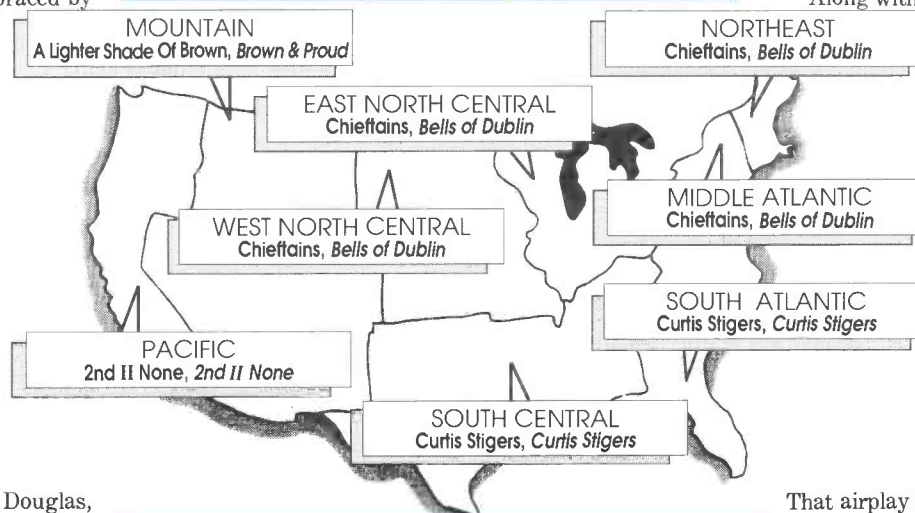 braced by
Along with
MOUNTAIN
A Lighter Shade Of Brown, Brown & Proud
NORTHEAST
Chieftains, Bells of Dublin
EAST NORTH CENTRAL
Chieftains, Bells of Dublin
MIDDLE ATLANTIC
Chieftains, Bells of Dublin
WEST NORTH CENTRAL
Chieftains, Bells of Dublin
SOUTH ATLANTIC
Curtis Stigers, Curtis Stigers
PACIFIC
2nd II None, 2nd II None
SOUTH CENTRAL
Curtis Stigers, Curtis Stigers
Douglas,
That airplay